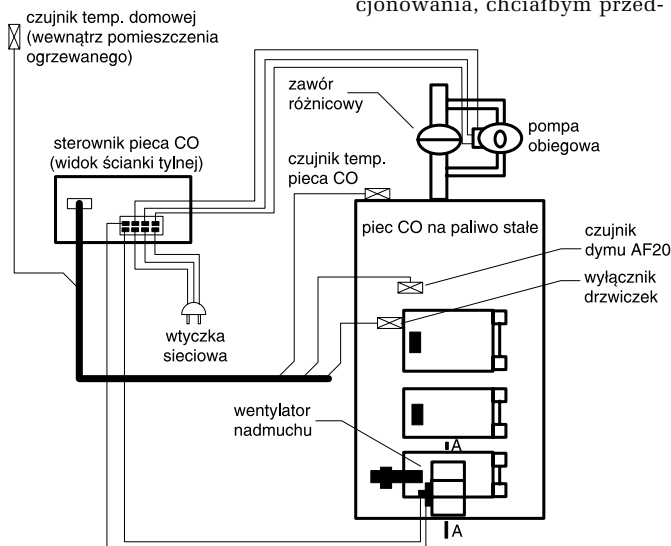 cjonowania, chciałbym przed-
czujnik temp. domowej
(wewnątrz pomieszczenia
ogrzewanego)
zawór
różnicowy
pompa
obiegowa
sterownik pieca CO
(widok ścianki tylnej)
czujnik temp.
pieca CO
piec CO na paliwo stałe
czujnik
dymu AF20
wyłącznik
drzwiczek
wtyczka
sieciowa
wentylator
nadmuchu
A
A